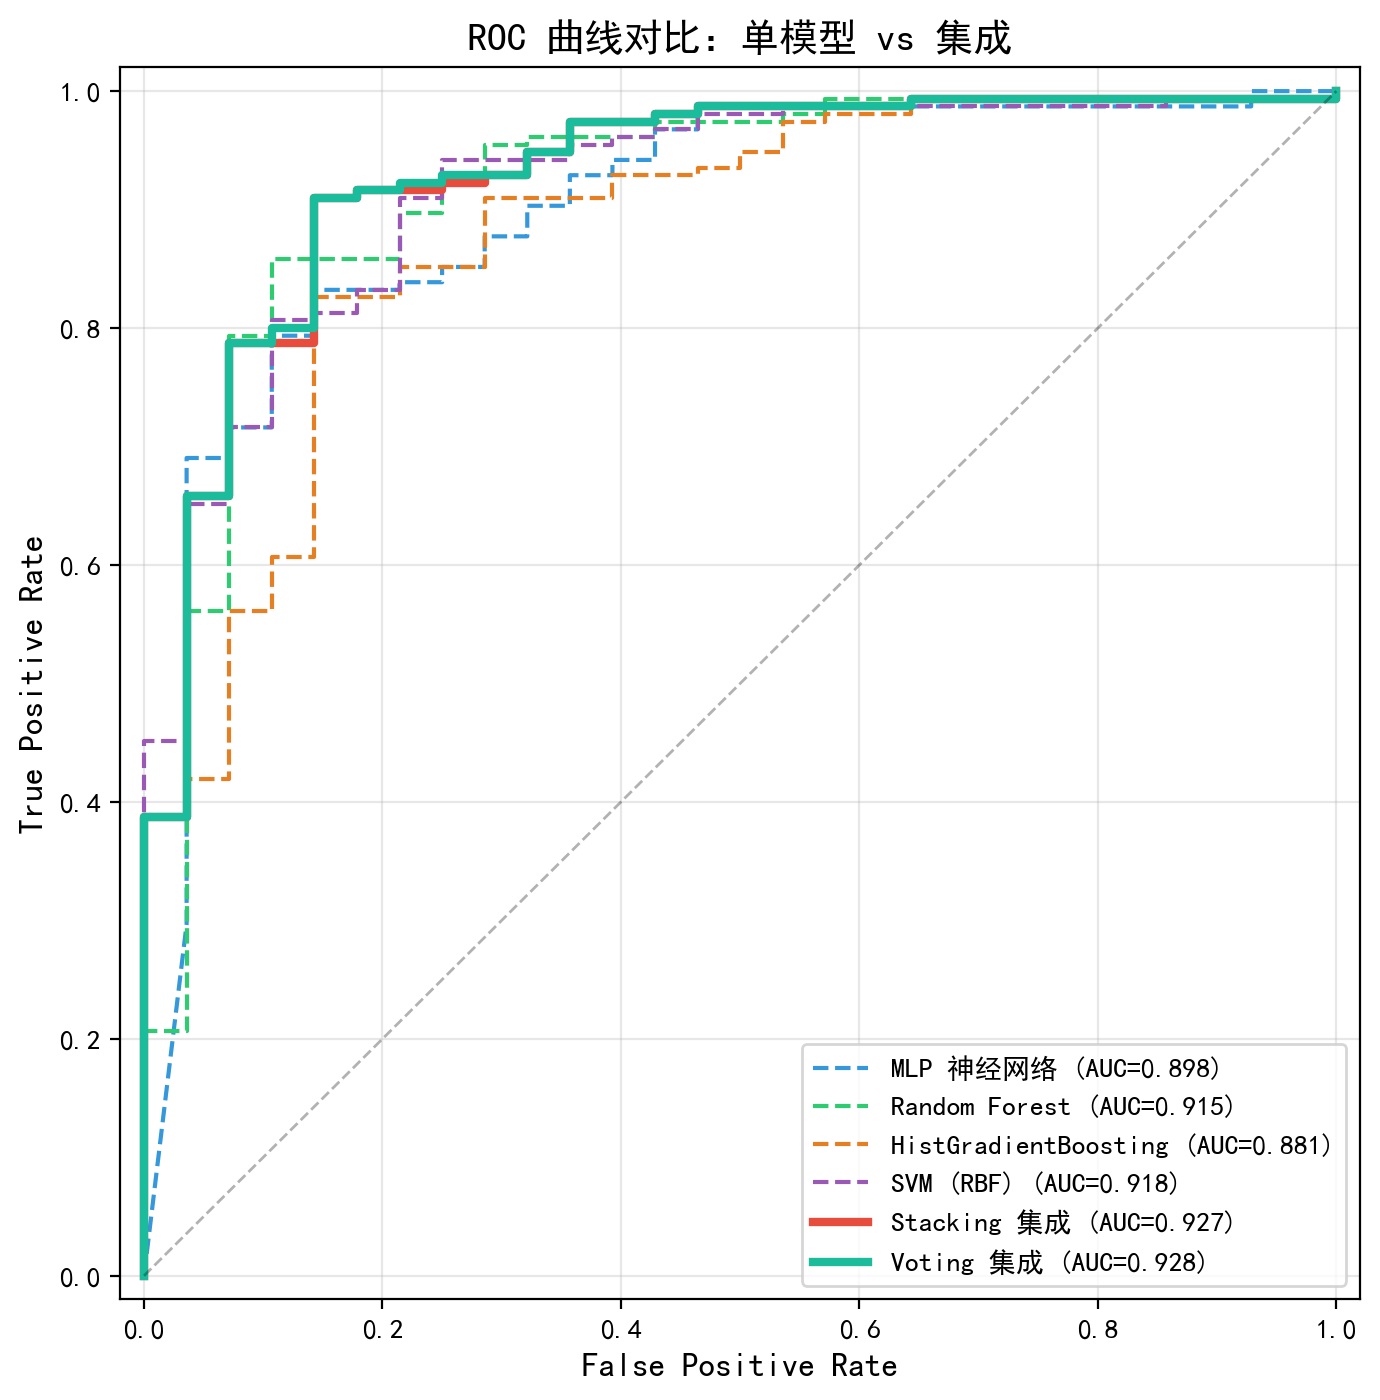 ROC 曲线对比：单模型 vs 集成
True Positive Rate
1.0
0.8
0.6
0.4
0.2
0.0
MLP 神经网络 (AUC=0.898)
Random Forest (AUC=0.915)
HistGradientBoosting (AUC=0.881)
SVM (RBF) (AUC=0.918)
Stacking 集成 (AUC=0.927)
Voting 集成 (AUC=0.928)
0.0 0.2 0.4 0.6 0.8 1.0
False Positive Rate